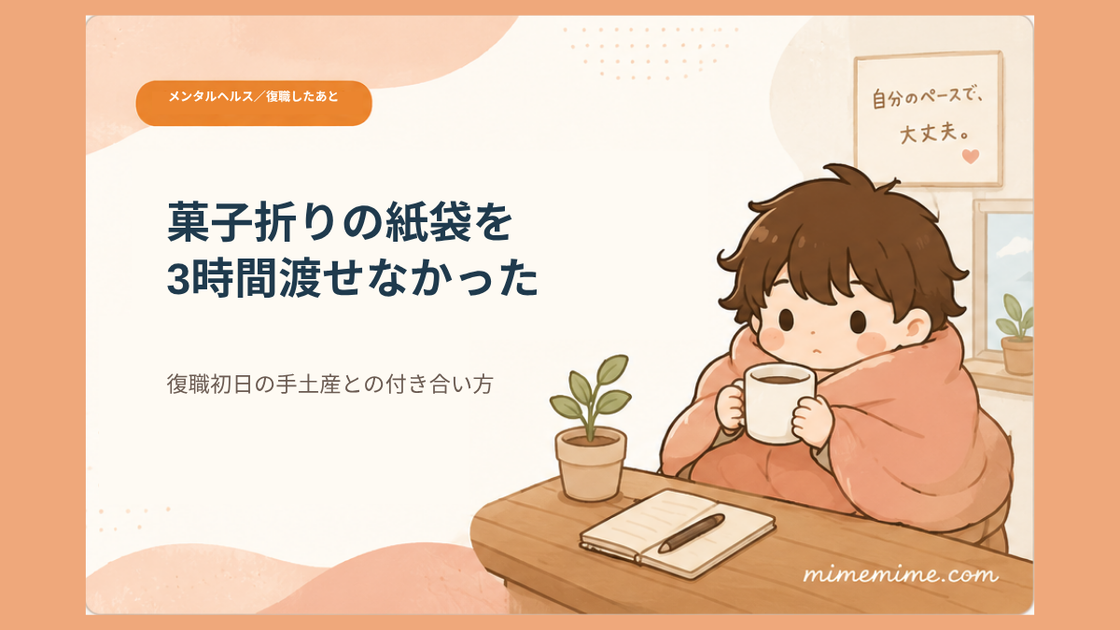 メンタルヘルス／復職したあと
自分のペースで、
大丈夫。
菓子折りの紙袋を
3時間渡せなかった
復職初日の手土産との付き合い方
mimemime.com